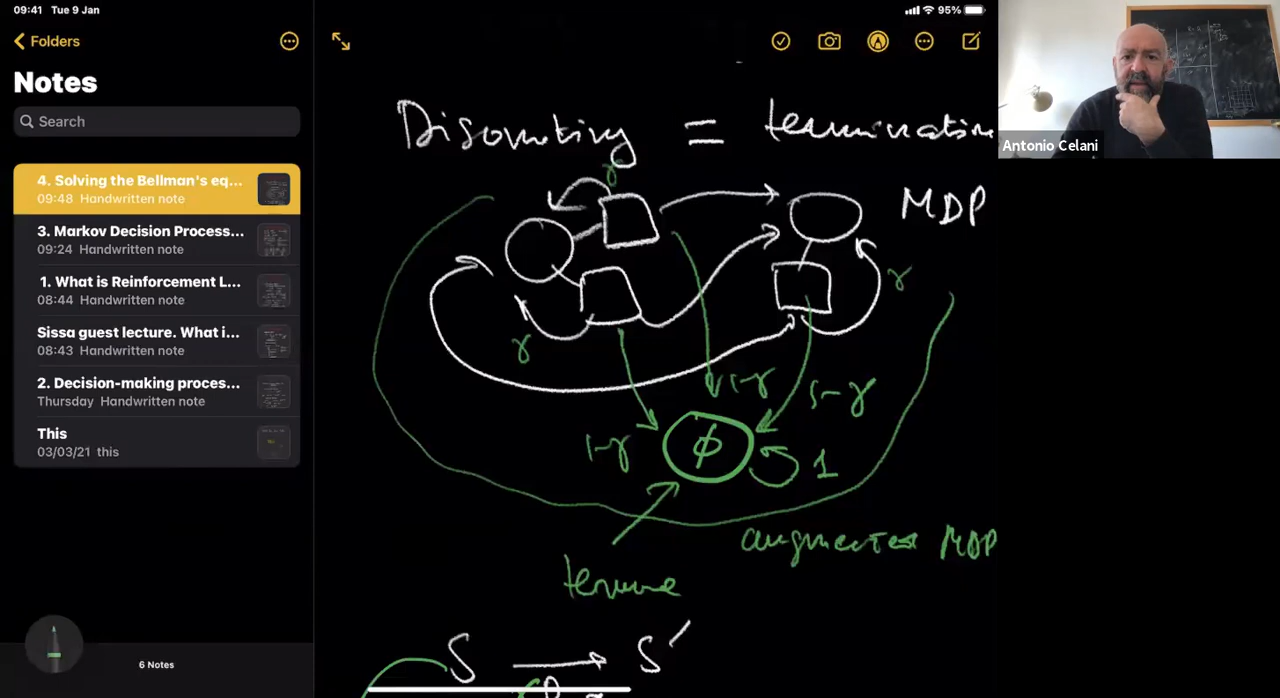 09:41 Tue 9 Jan
95%
Folders
Notes
Search
4. Solving the Bellman's eq...
09:48 Handwritten note
3. Markov Decision Process...
09:24 Handwritten note
1. What is Reinforcement L...
08:44 Handwritten note
Sissa guest lecture. What i...
08:43 Handwritten note
2. Decision-making proces...
Thursday Handwritten note
This
03/03/21 this
6 Notes
Discounting = termination
γ
MDP
γ
γ
1-γ
1-γ
1-γ
φ
1
augmented MDP
S → S'
Antonio Celani